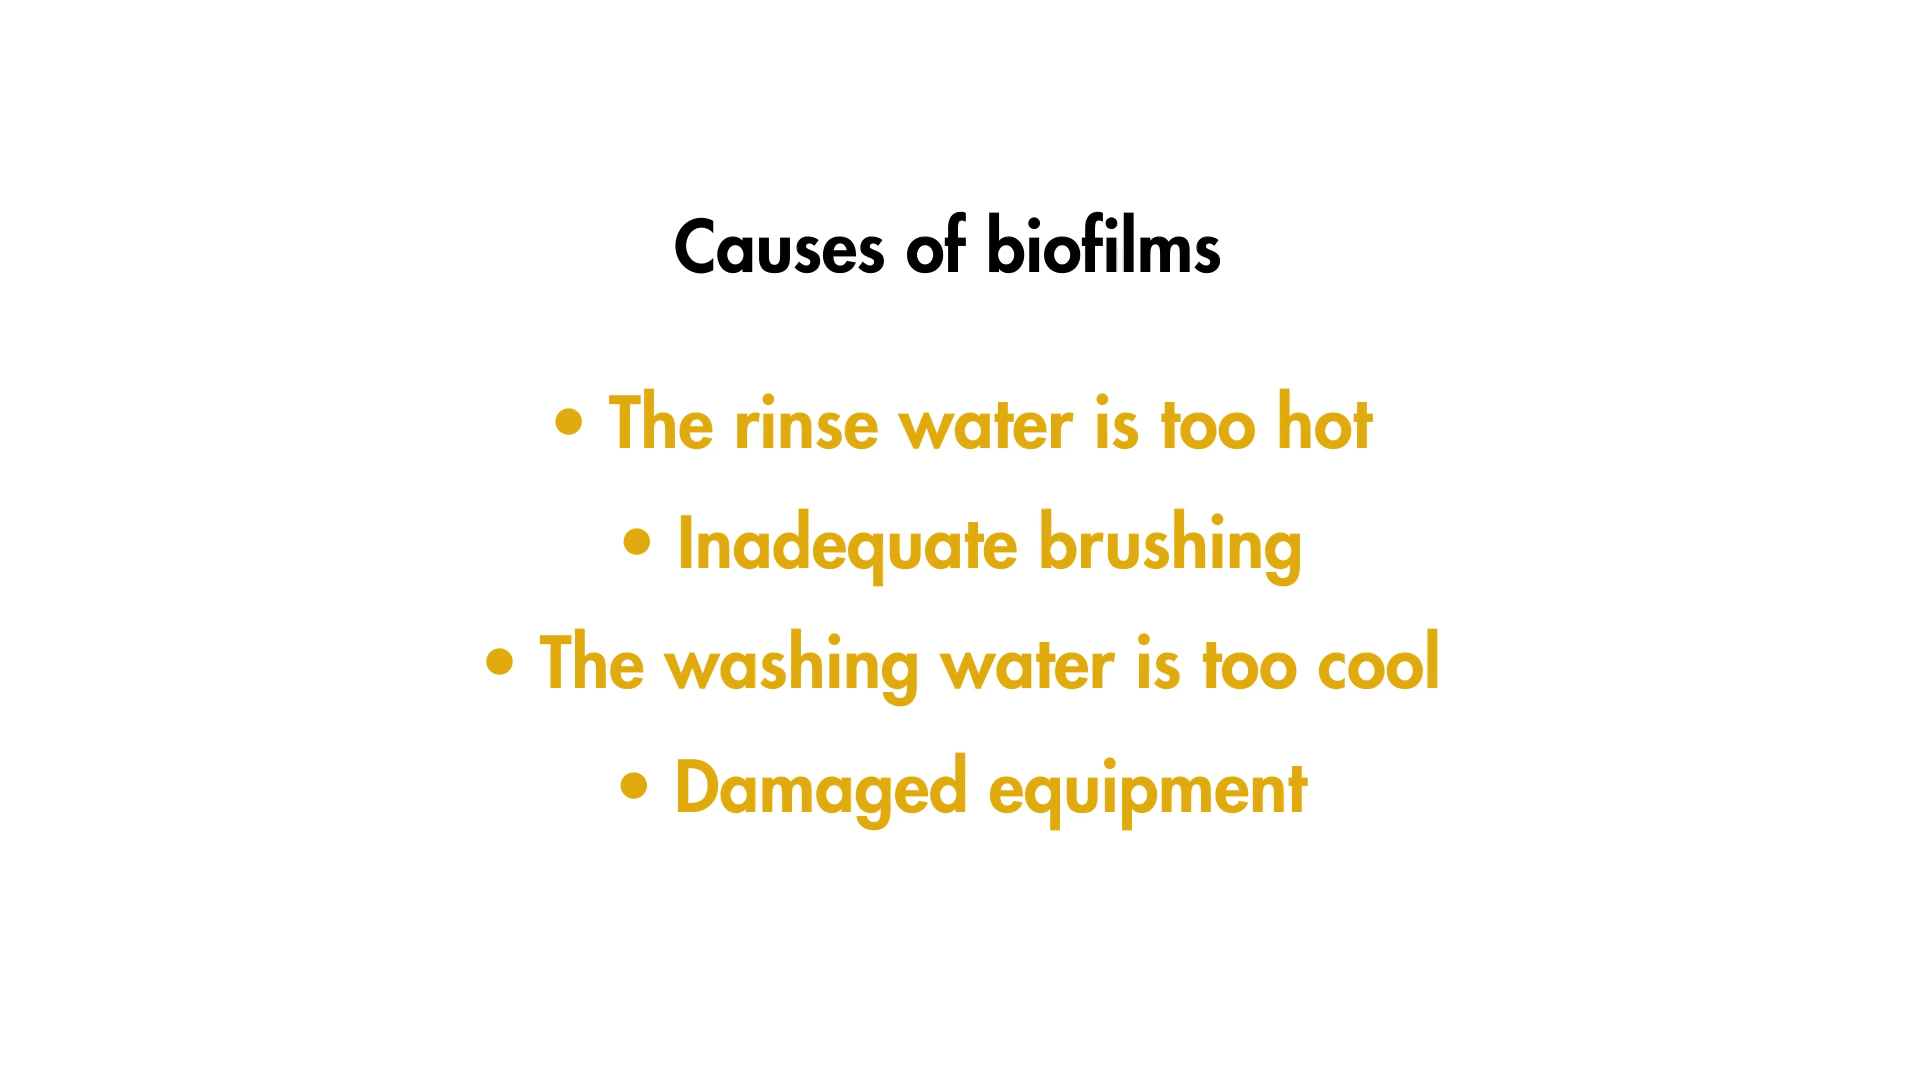 Causes of biofilms
• The rinse water is too hot
• Inadequate brushing
• The washing water is too cool
• Damaged equipment